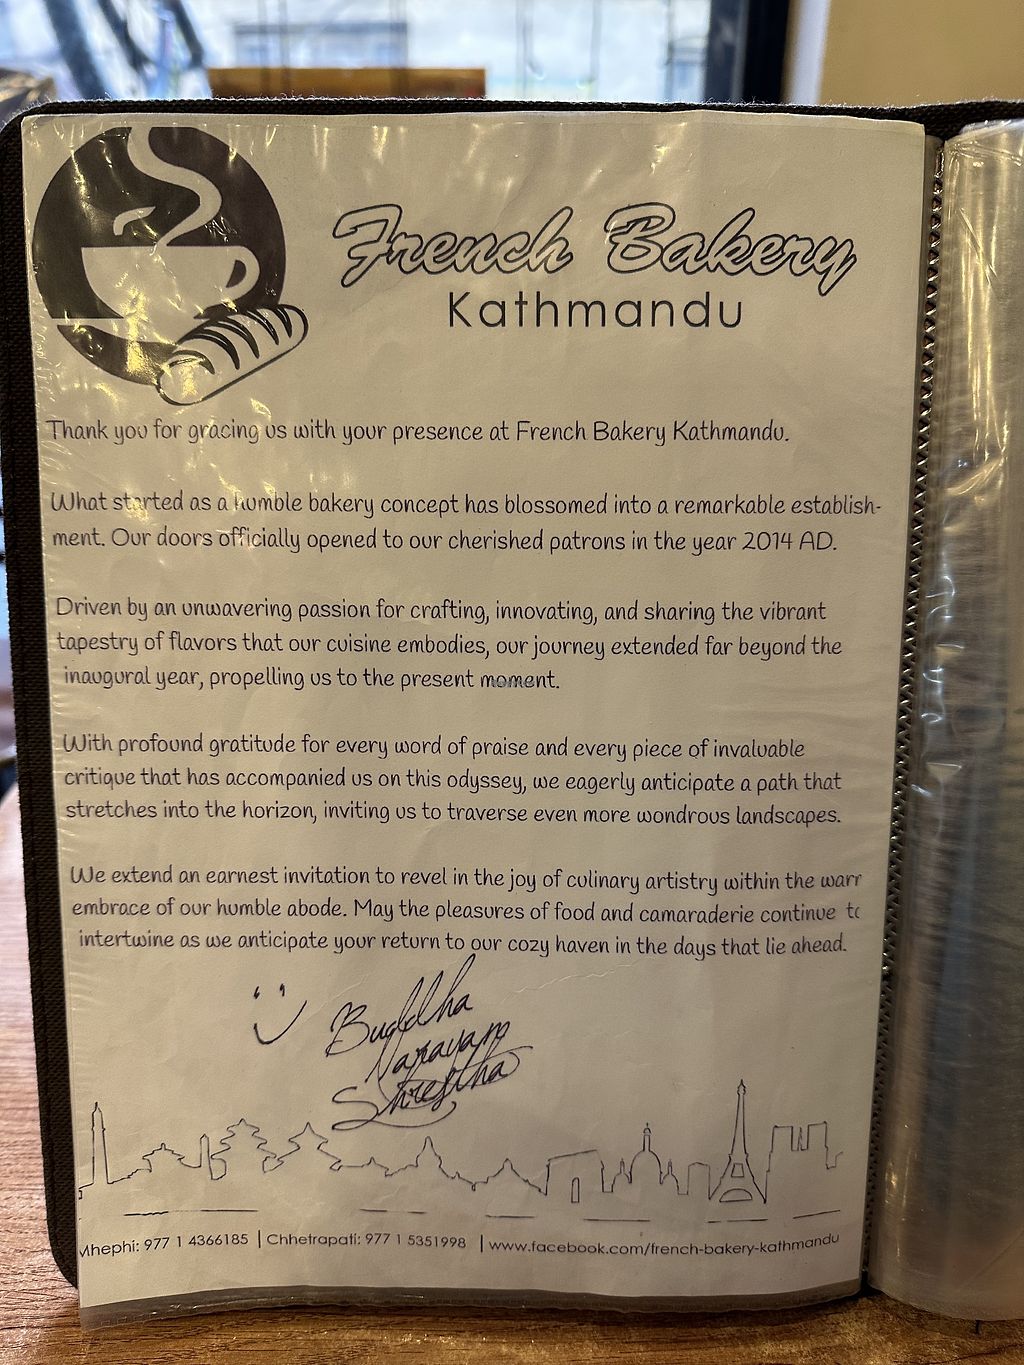 French Bakery
Kathmandu
Thank you for gracing us with your presence at French Bakery Kathmandu.
What started as a humble bakery concept has blossomed into a remarkable establish-
ment. Our doors officially opened to our cherished patrons in the year 2014 AD.
Driven by an unwavering passion for crafting, innovating, and sharing the vibrant
tapestry of flavors that our cuisine embodies, our journey extended far beyond the
inaugural year, propelling us to the present moment.
With profound gratitude for every word of praise and every piece of invaluable
critique that has accompanied us on this odyssey, we eagerly anticipate a path that
stretches into the horizon, inviting us to traverse even more wondrous landscapes.
We extend an earnest invitation to revel in the joy of culinary artistry within the warr
embrace of our humble abode. May the pleasures of food and camaraderie continue to
intertwine as we anticipate your return to our cozy haven in the days that lie ahead.
Buddha
Narayan
Shrestha
Mhephi: 977 1 4366185 | Chhetrapati: 977 1 5351998 | www.facebook.com/french-bakery-kathmandu